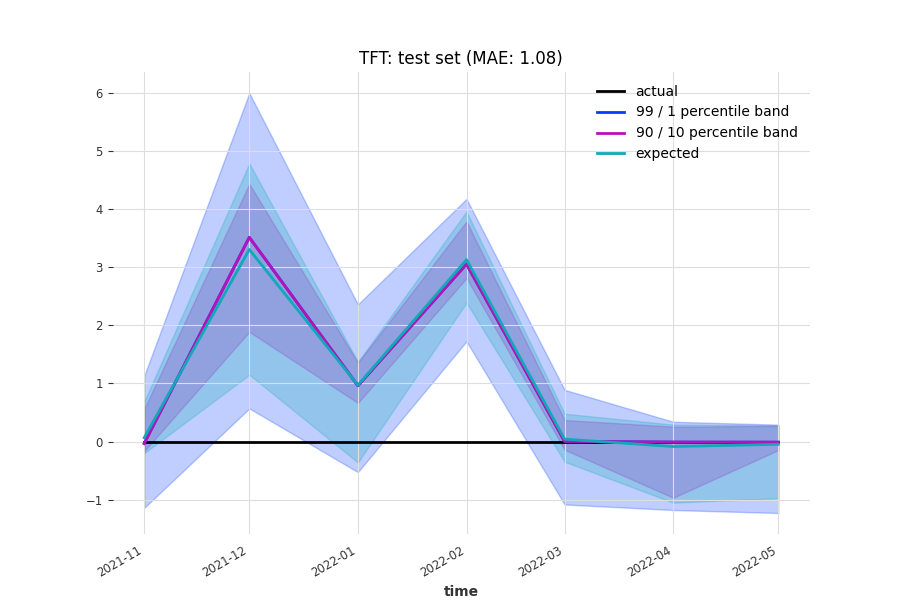 TFT: test set (MAE: 1.08)
actual
99 / 1 percentile band
90 / 10 percentile band
expected
6
5
4
3
2
1
0
−1
2021-11
2021-12
2022-01
2022-02
2022-03
2022-04
2022-05
time